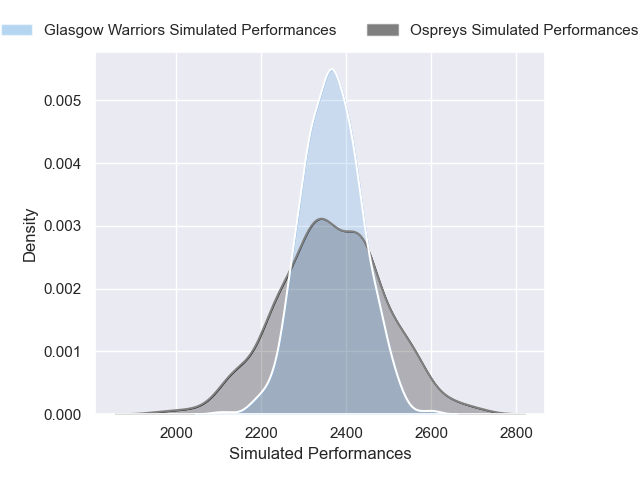 Glasgow Warriors Simulated Performances
Ospreys Simulated Performances
0.005
0.004
0.003
0.002
0.001
0.000
Density
2000
2200
2400
2600
2800
Simulated Performances